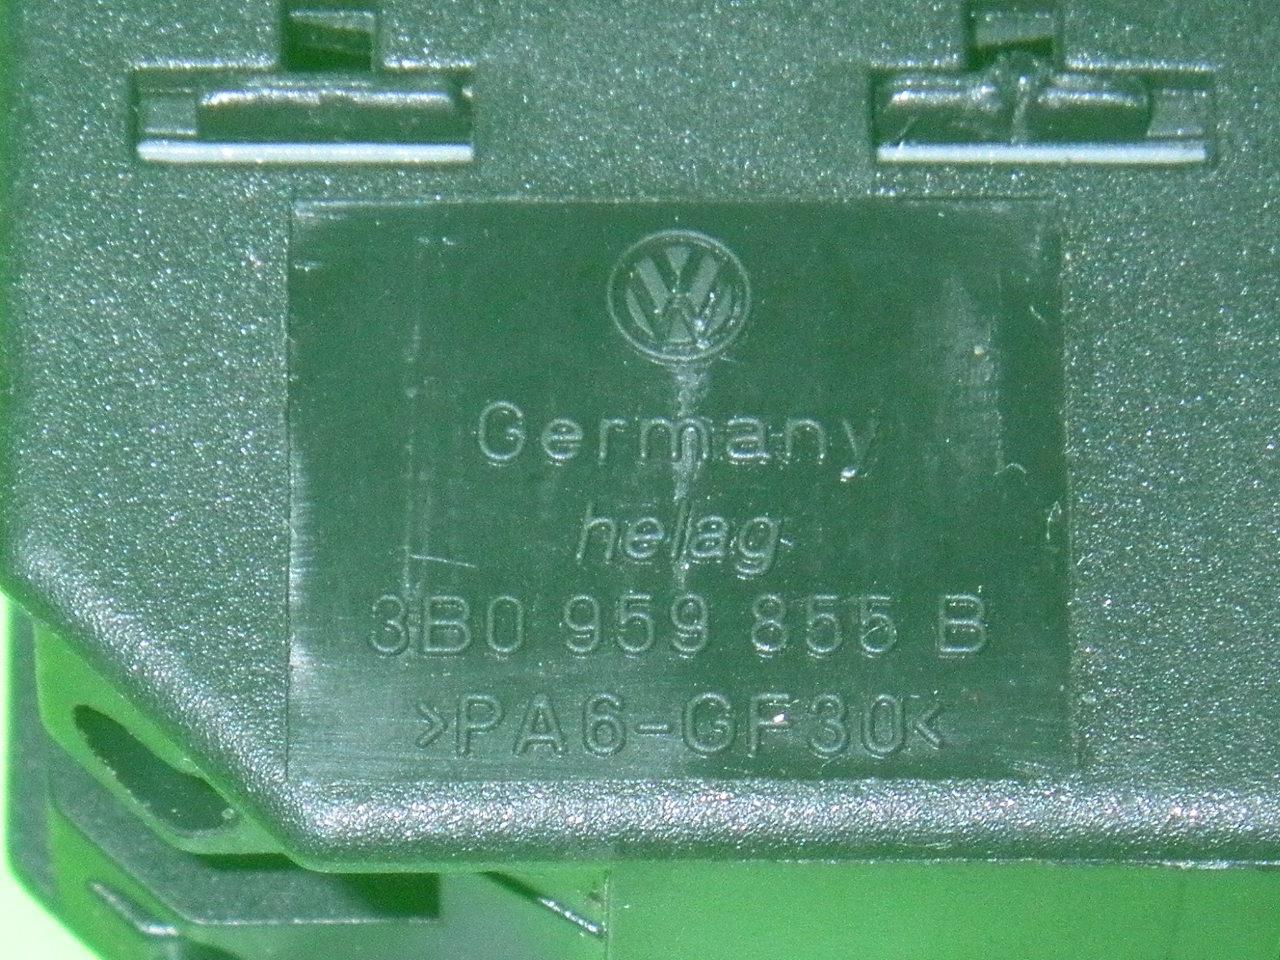 Germany
helag
3B0 959 855 B
>PA6-GF30<